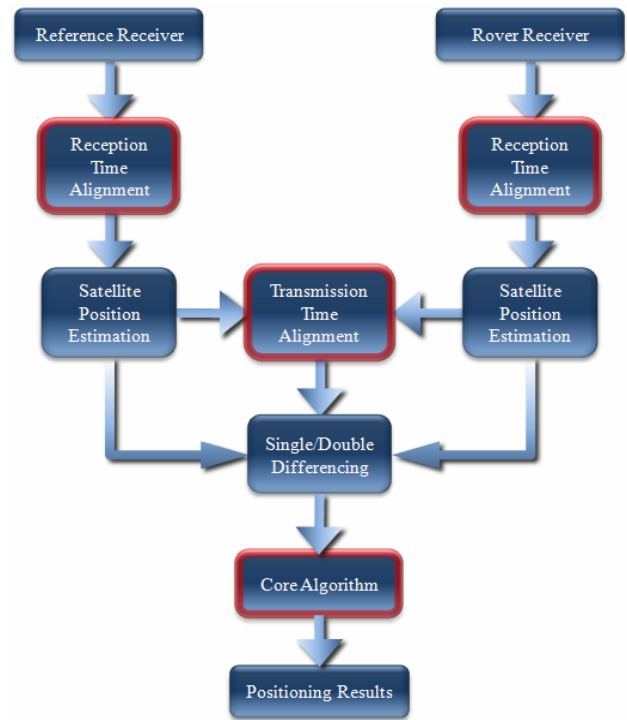 Reference Receiver
Rover Receiver
Reception
Time
Alignment
Reception
Time
Alignment
Satellite
Position
Estimation
Transmission
Time
Alignment
Satellite
Position
Estimation
Single/Double
Differencing
Core Algorithm
Positioning Results